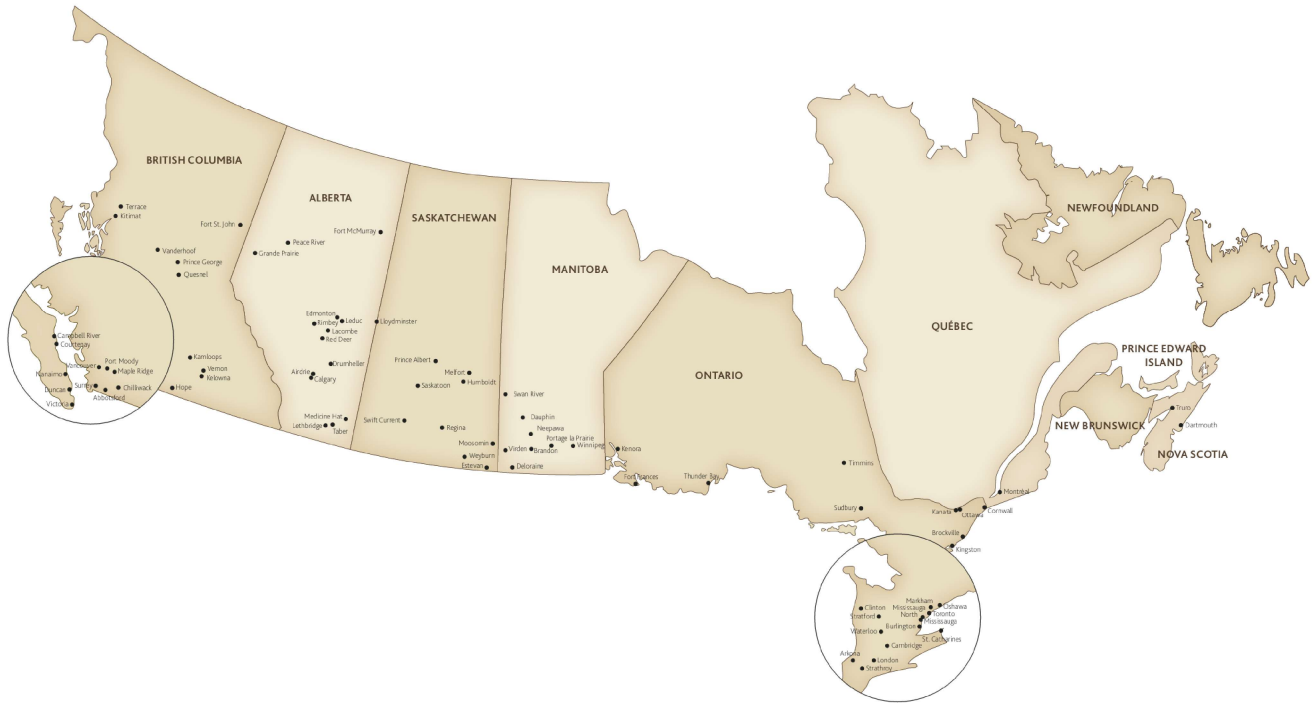 BRITISH COLUMBIA
Terrace
Kitimat
Fort St. John
Vanderhoof
Prince George
Quesnel
Kamloops
Vernon
Kelowna
Hope
Campbell River
Courtenay
Port Moody
Vancouver
Maple Ridge
Nanaimo
Surrey
Duncan
Chilliwack
Abbotsford
Victoria
ALBERTA
Fort McMurray
Peace River
Grande Prairie
Edmonton
Leduc
Rimbey
Lacombe
Red Deer
Drumheller
Airdrie
Calgary
Medicine Hat
Lethbridge
Taber
Lloydminster
SASKATCHEWAN
Prince Albert
Melfort
Humboldt
Saskatoon
Swift Current
Regina
Moosomin
Weyburn
Estevan
MANITOBA
Swan River
Dauphin
Neepawa
Portage la Prairie
Winnipeg
Virden
Brandon
Deloraine
ONTARIO
Kenora
Fort Frances
Thunder Bay
Timmins
Sudbury
Kanata
Ottawa
Cornwall
Brockville
Kingston
Markham
Oshawa
Clinton
Mississauga
North
Toronto
Stratford
Mississauga
Burlington
Waterloo
St. Catharines
Cambridge
Arkona
London
Strathroy
QUÉBEC
Montréal
NEWFOUNDLAND
PRINCE EDWARD
ISLAND
NEW BRUNSWICK
Truro
Dartmouth
NOVA SCOTIA